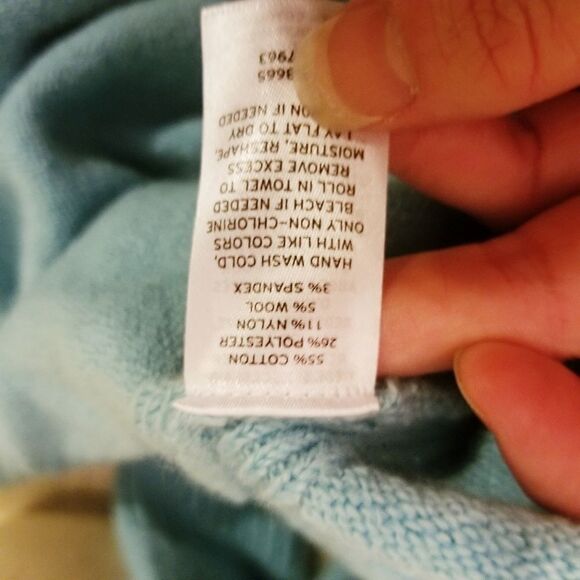 55% COTTON
26% POLYESTER
11% NYLON
5% WOOL
3% SPANDEX
HAND WASH COLD,
WITH LIKE COLORS
ONLY NON-CHLORINE
BLEACH IF NEEDED
ROLL IN TOWEL TO
REMOVE EXCESS
MOISTURE, RESHAPE,
LAY FLAT TO DRY
IF NEEDED